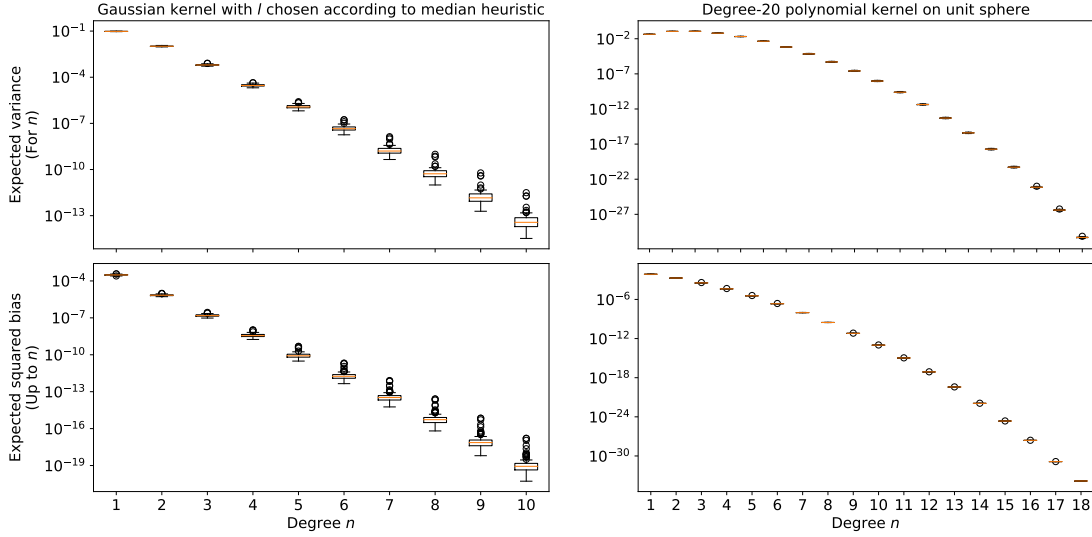 Gaussian kernel with l chosen according to median heuristic
Degree-20 polynomial kernel on unit sphere
Expected variance
(For n)
10⁻¹
10⁻⁴
10⁻⁷
10⁻¹⁰
10⁻¹³
10⁻²
10⁻⁷
10⁻¹²
10⁻¹⁷
10⁻²²
10⁻²⁷
Expected squared bias
(Up to n)
10⁻⁴
10⁻⁷
10⁻¹⁰
10⁻¹³
10⁻¹⁶
10⁻¹⁹
10⁻⁶
10⁻¹²
10⁻¹⁸
10⁻²⁴
10⁻³⁰
1 2 3 4 5 6 7 8 9 10
Degree n
1 2 3 4 5 6 7 8 9 10 11 12 13 14 15 16 17 18
Degree n